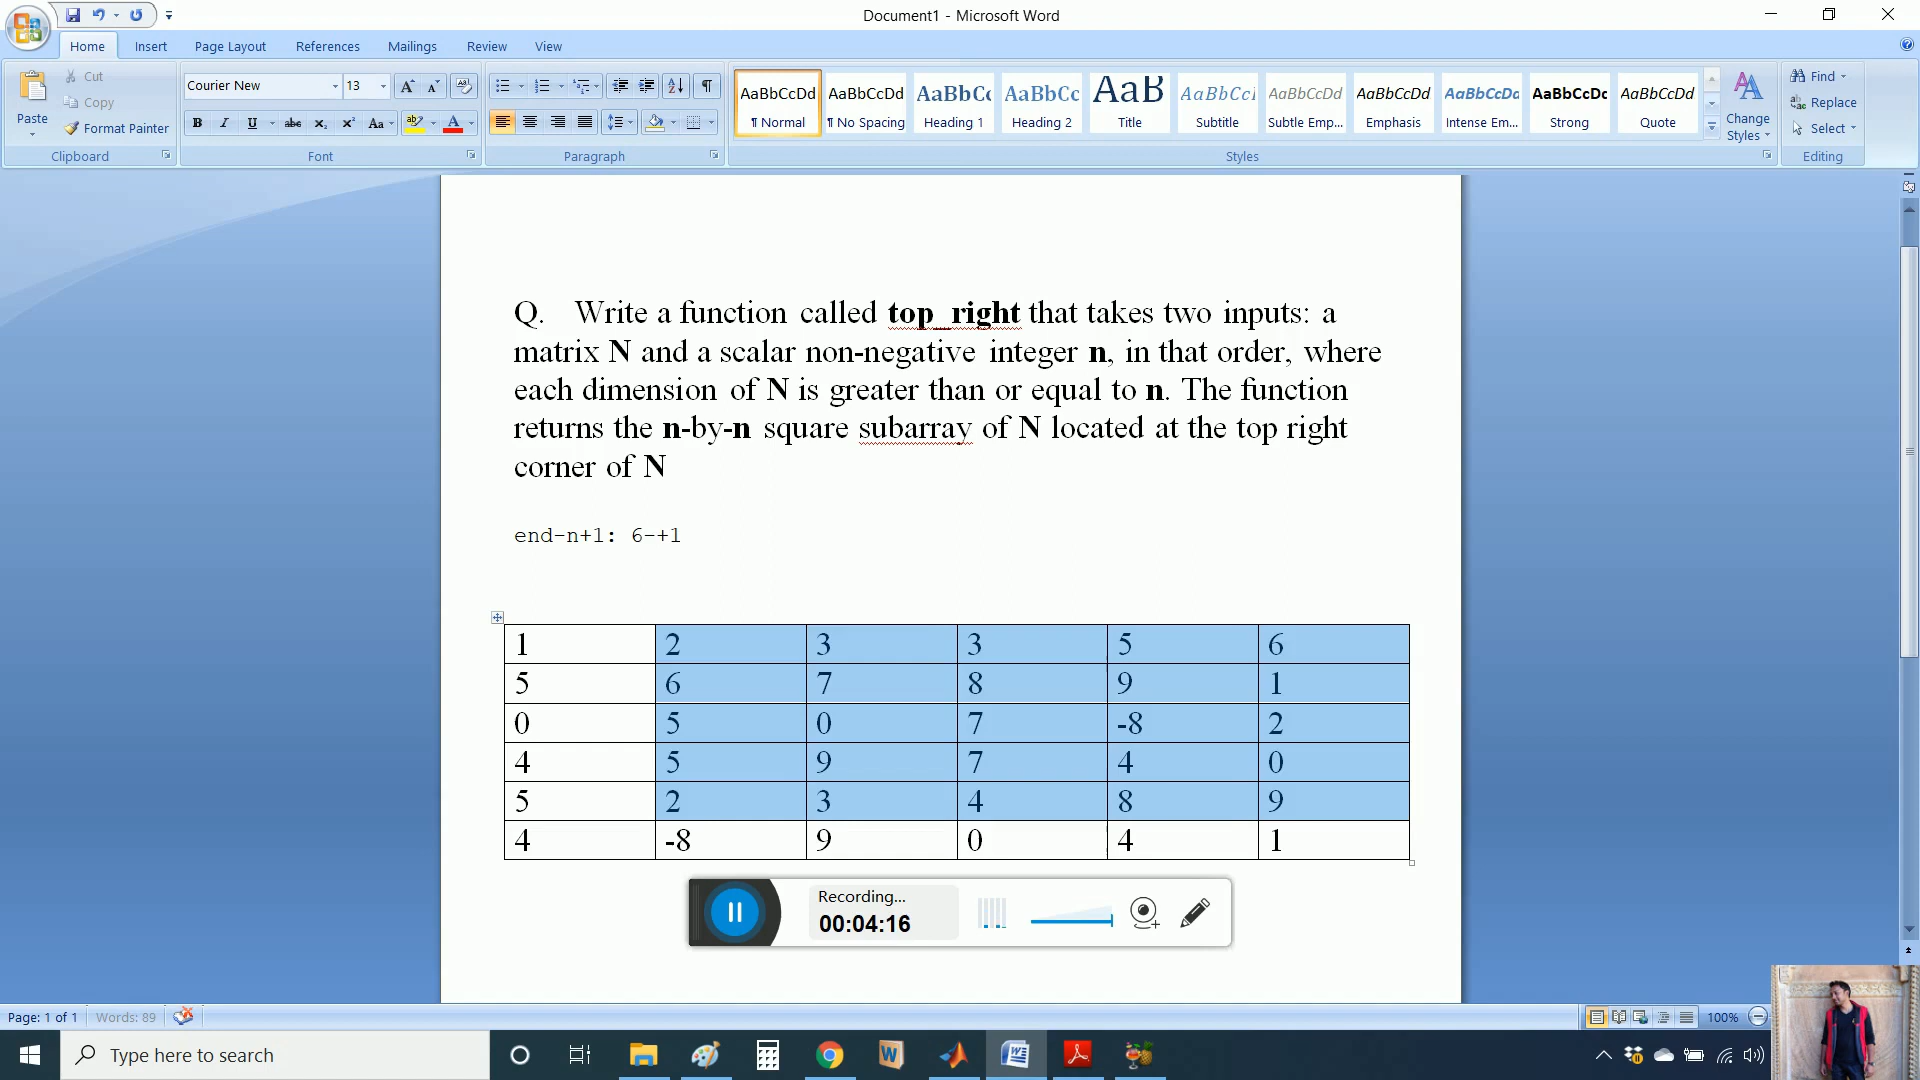 Document1 - Microsoft Word
Home Insert Page Layout References Mailings Review View
Paste
Cut
Copy
Format Painter
Clipboard
Courier New 13
B I U abc x₂ x² Aa ab A
Font
Paragraph
AaBbCcDd AaBbCcDd AaBbCc AaBbCc AaB AaBbCcI AaBbCcDd AaBbCcDd AaBbCcDd AaBbCcDd AaBbCcDd
¶ Normal ¶ No Spacing Heading 1 Heading 2 Title Subtitle Subtle Emp... Emphasis Intense Em... Strong Quote
Styles
Change
Styles
Find
Replace
Select
Editing
Q. Write a function called top_right that takes two inputs: a
matrix N and a scalar non-negative integer n, in that order, where
each dimension of N is greater than or equal to n. The function
returns the n-by-n square subarray of N located at the top right
corner of N
end-n+1: 6-+1
1 2 3 3 5 6
5 6 7 8 9 1
0 5 0 7 -8 2
4 5 9 7 4 0
5 2 3 4 8 9
4 -8 9 0 4 1
Recording...
00:04:16
Page: 1 of 1 Words: 89
100%
Type here to search